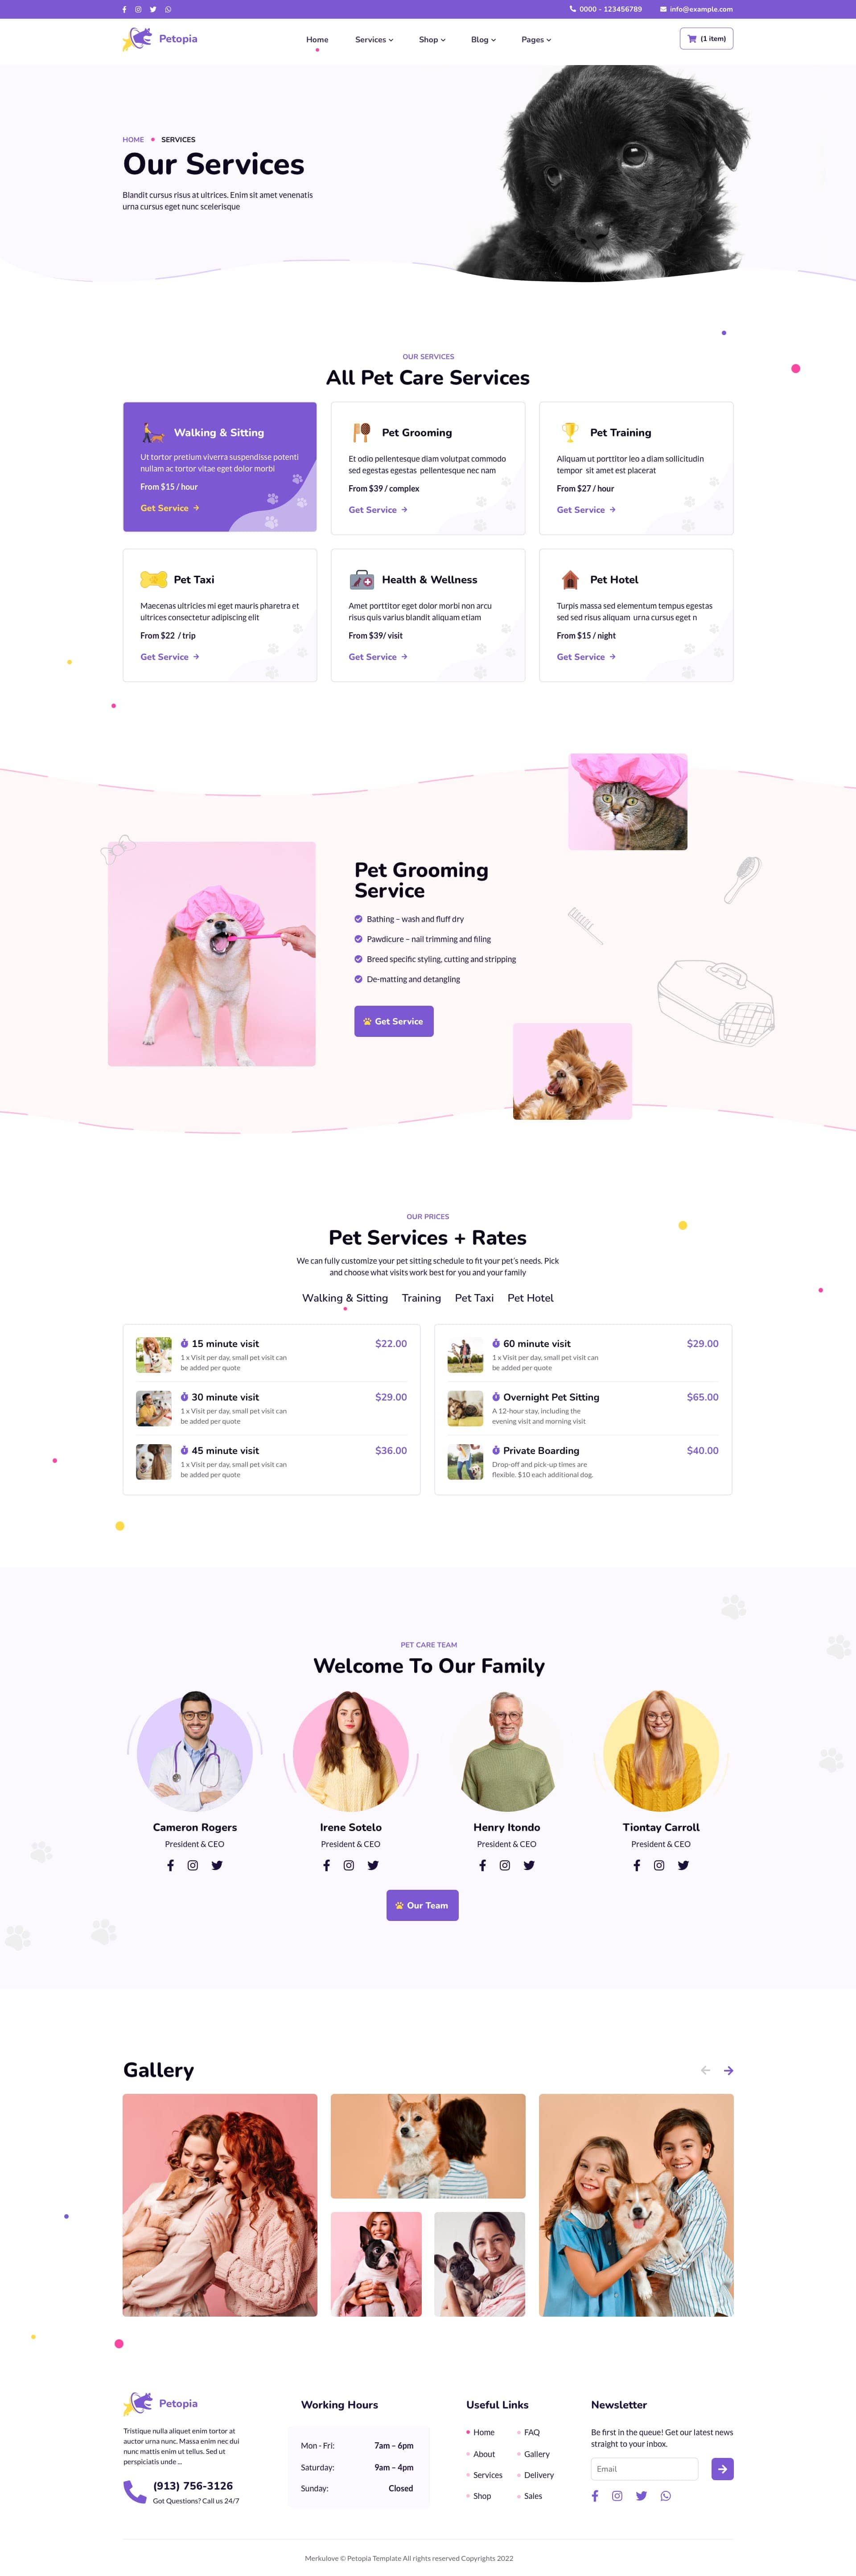 0000 - 123456789
info@example.com
Petopia
Home
Services
Shop
Blog
Pages
(1 item)
HOME
SERVICES
Our Services
Blandit cursus risus at ultrices. Enim sit amet venenatis
urna cursus eget nunc scelerisque
OUR SERVICES
All Pet Care Services
Walking & Sitting
Ut tortor pretium viverra suspendisse potenti
nullam ac tortor vitae eget dolor morbi
From $15 / hour
Get Service
Pet Grooming
Et odio pellentesque diam volutpat commodo
sed egestas egestas pellentesque nec nam
From $39 / complex
Get Service
Pet Training
Aliquam ut porttitor leo a diam sollicitudin
tempor sit amet est placerat
From $27 / hour
Get Service
Pet Taxi
Maecenas ultricies mi eget mauris pharetra et
ultrices consectetur adipiscing elit
From $22 / trip
Get Service
Health & Wellness
Amet porttitor eget dolor morbi non arcu
risus quis varius blandit aliquam etiam
From $39/ visit
Get Service
Pet Hotel
Turpis massa sed elementum tempus egestas
sed sed risus aliquam urna cursus eget n
From $15 / night
Get Service
Pet Grooming
Service
Bathing – wash and fluff dry
Pawdicure – nail trimming and filing
Breed specific styling, cutting and stripping
De-matting and detangling
Get Service
OUR PRICES
Pet Services + Rates
We can fully customize your pet sitting schedule to fit your pet's needs. Pick
and choose what visits work best for you and your family
Walking & Sitting
Training
Pet Taxi
Pet Hotel
15 minute visit
$22.00
1 x Visit per day, small pet visit can
be added per quote
30 minute visit
$29.00
1 x Visit per day, small pet visit can
be added per quote
45 minute visit
$36.00
1 x Visit per day, small pet visit can
be added per quote
60 minute visit
$29.00
1 x Visit per day, small pet visit can
be added per quote
Overnight Pet Sitting
$65.00
A 12-hour stay, including the
evening visit and morning visit
Private Boarding
$40.00
Drop-off and pick-up times are
flexible. $10 each additional dog.
PET CARE TEAM
Welcome To Our Family
Cameron Rogers
President & CEO
Irene Sotelo
President & CEO
Henry Itondo
President & CEO
Tiontay Carroll
President & CEO
Our Team
Gallery
Petopia
Tristique nulla aliquet enim tortor at
auctor urna nunc. Massa enim nec dui
nunc mattis enim ut tellus. Sed ut
perspiciatis unde ...
(913) 756-3126
Got Questions? Call us 24/7
Working Hours
Mon - Fri:
7am – 6pm
Saturday:
9am – 4pm
Sunday:
Closed
Useful Links
Home
About
Services
Shop
FAQ
Gallery
Delivery
Sales
Newsletter
Be first in the queue! Get our latest news
straight to your inbox.
Email
Merkulove © Petopia Template All rights reserved Copyrights 2022